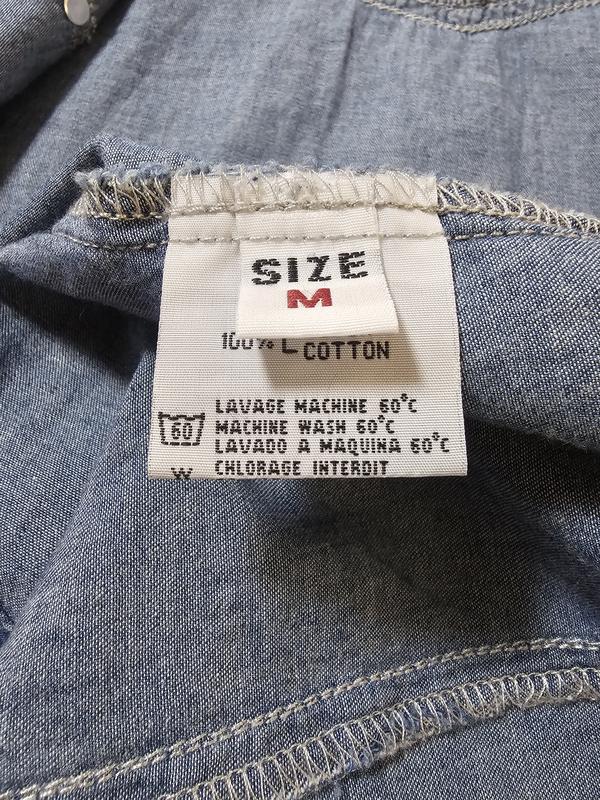 SIZE
M
100%
COTTON
LAVAGE MACHINE 60°C
60
MACHINE WASH 60°C
LAVADO A MAQUINA 60°C
CHLORAGE INTERDIT